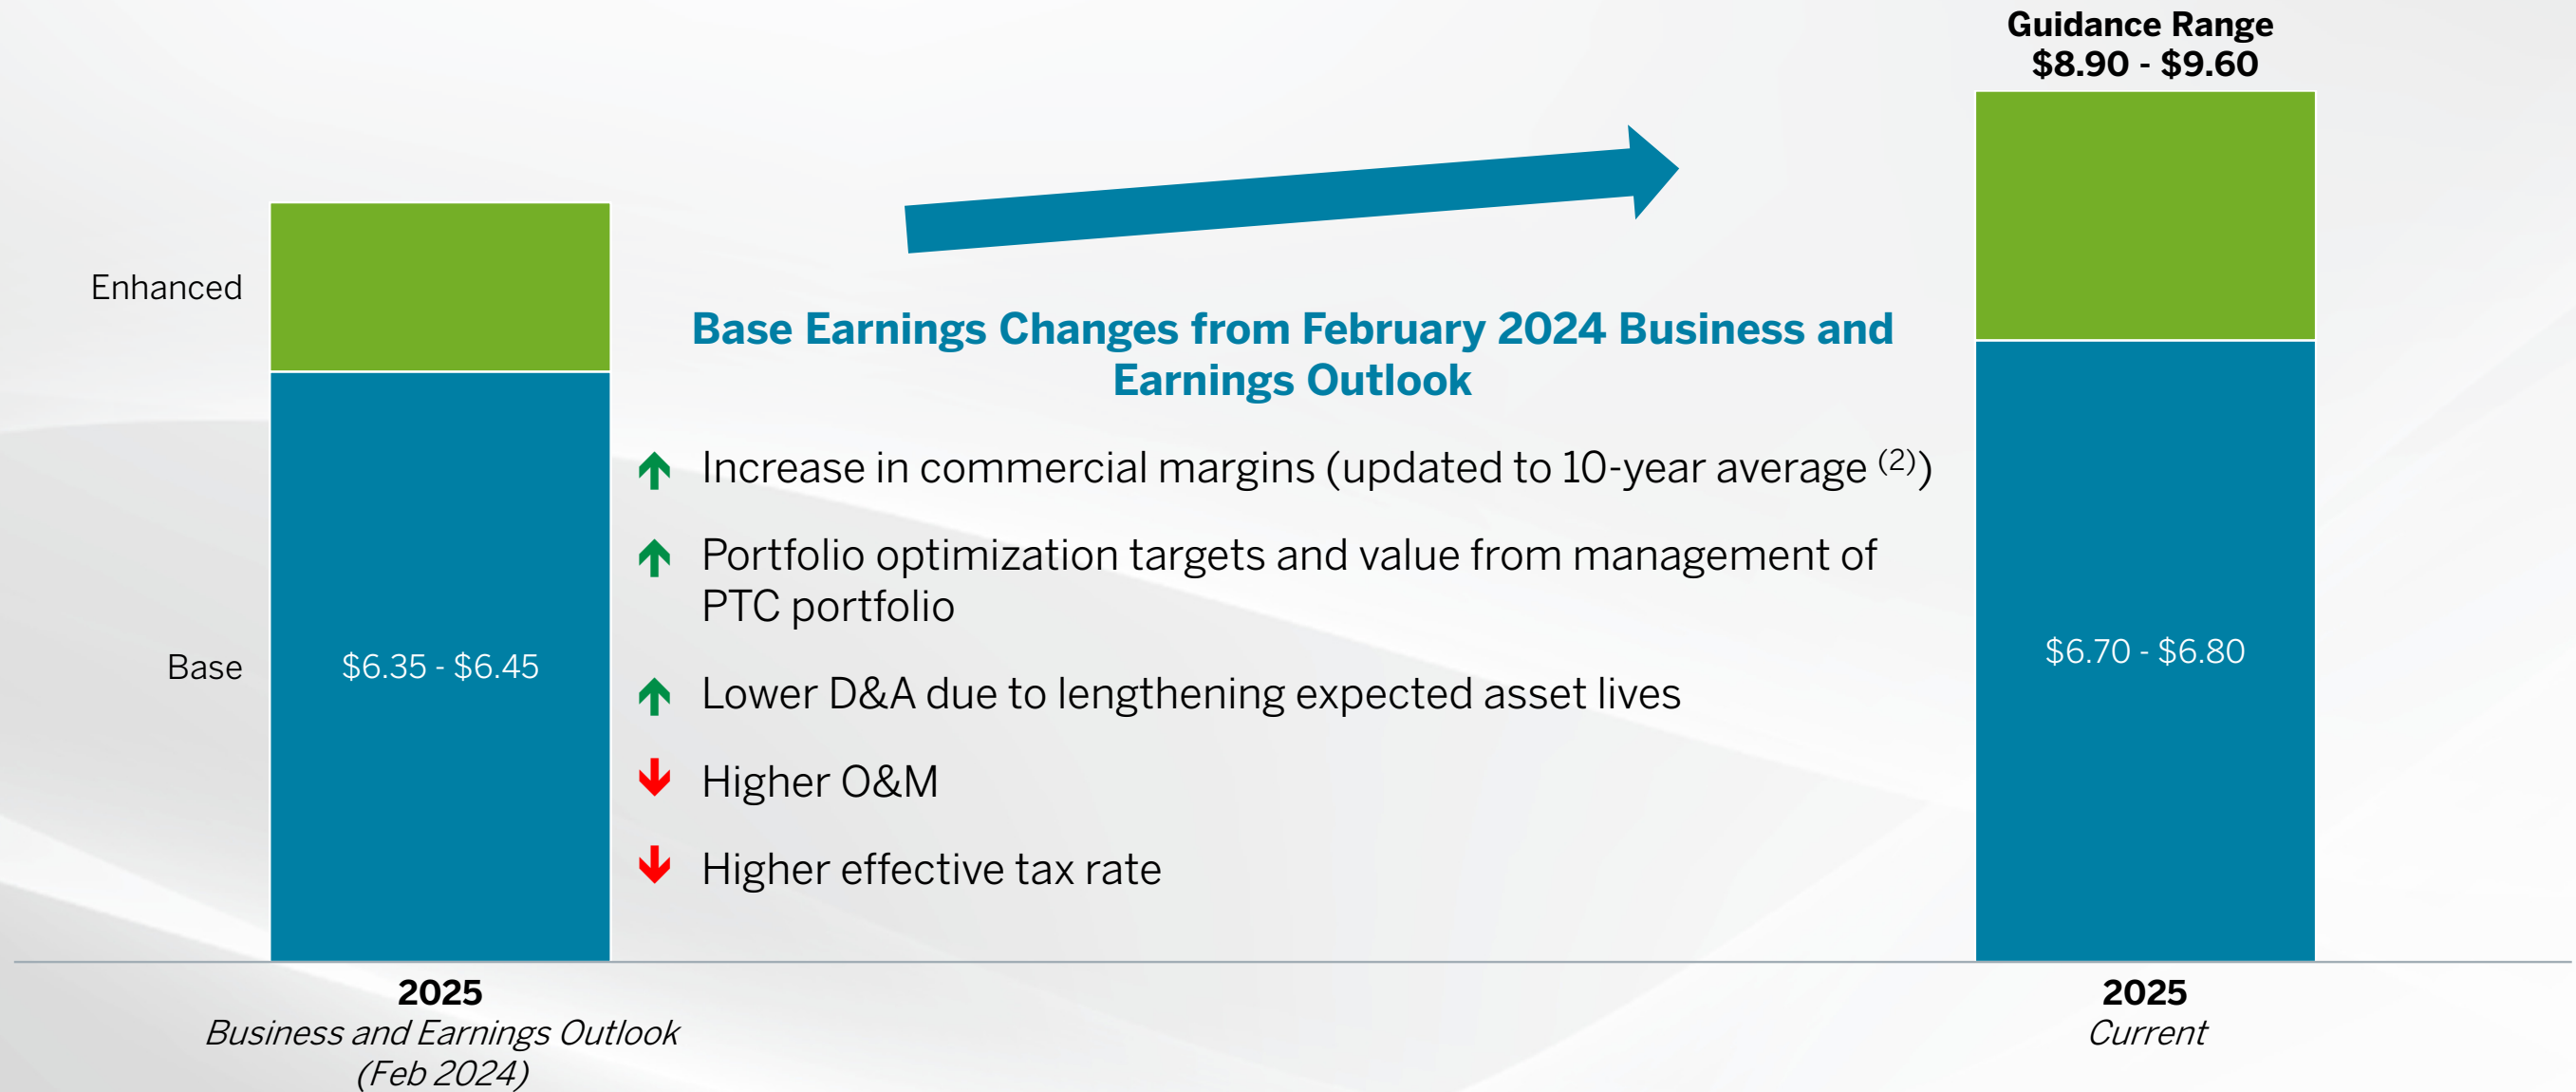 Guidance Range
$8.90 - $9.60
Enhanced
Base Earnings Changes from February 2024 Business and
Earnings Outlook
Increase in commercial margins (updated to 10-year average (2))
Portfolio optimization targets and value from management of
PTC portfolio
Base
$6.35 - $6.45
$6.70 - $6.80
Lower D&A due to lengthening expected asset lives
Higher O&M
Higher effective tax rate
2025
Business and Earnings Outlook
(Feb 2024)
2025
Current